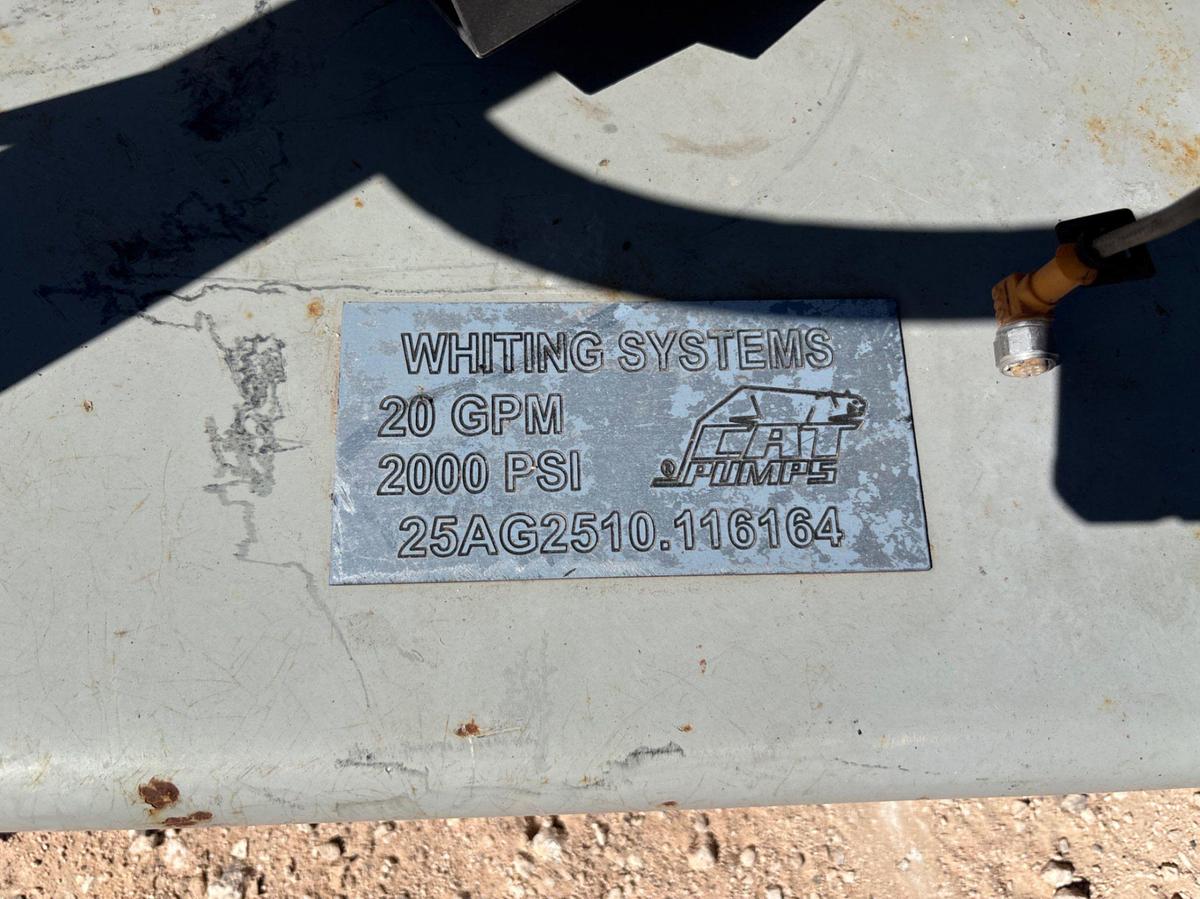 WHITING SYSTEMS
20 GPM
2000 PSI
CAT
PUMPS
®
25AG2510.116164